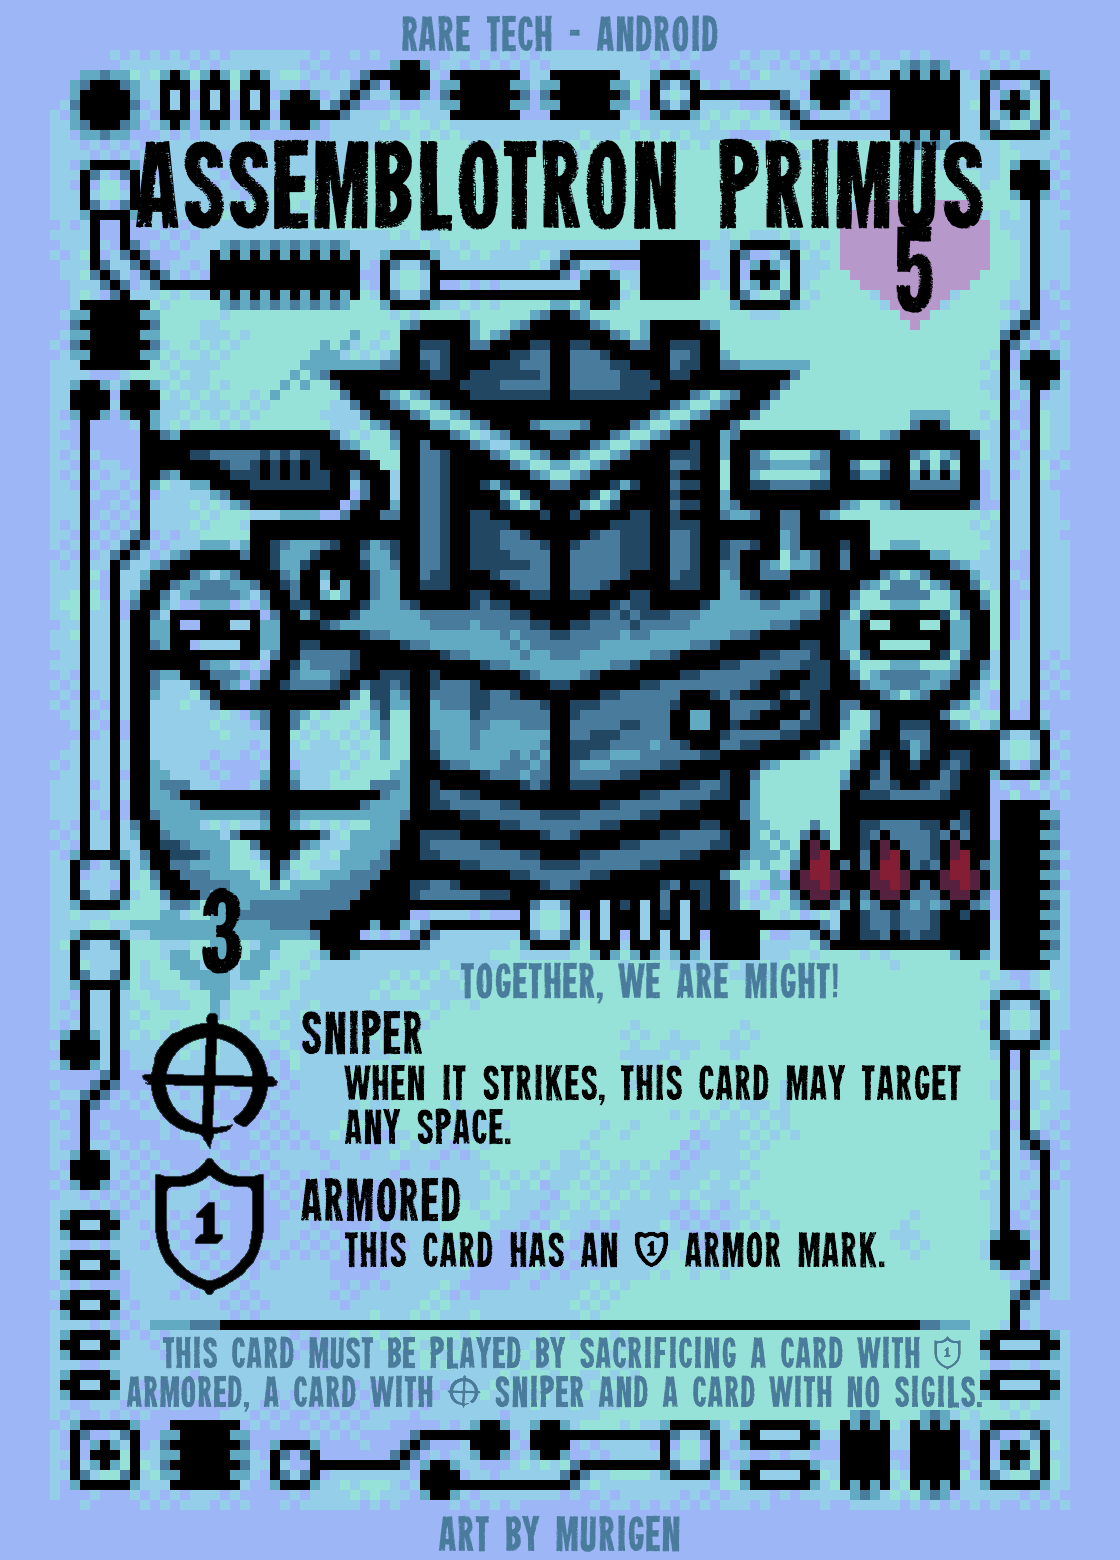 RARE TECH - ANDROID
ASSEMBLOTRON PRIMUS
5
3
TOGETHER, WE ARE MIGHT!
SNIPER
WHEN IT STRIKES, THIS CARD MAY TARGET
ANY SPACE.
1
ARMORED
THIS CARD HAS AN 1 ARMOR MARK.
THIS CARD MUST BE PLAYED BY SACRIFICING A CARD WITH 1
ARMORED, A CARD WITH SNIPER AND A CARD WITH NO SIGILS.
ART BY MURIGEN